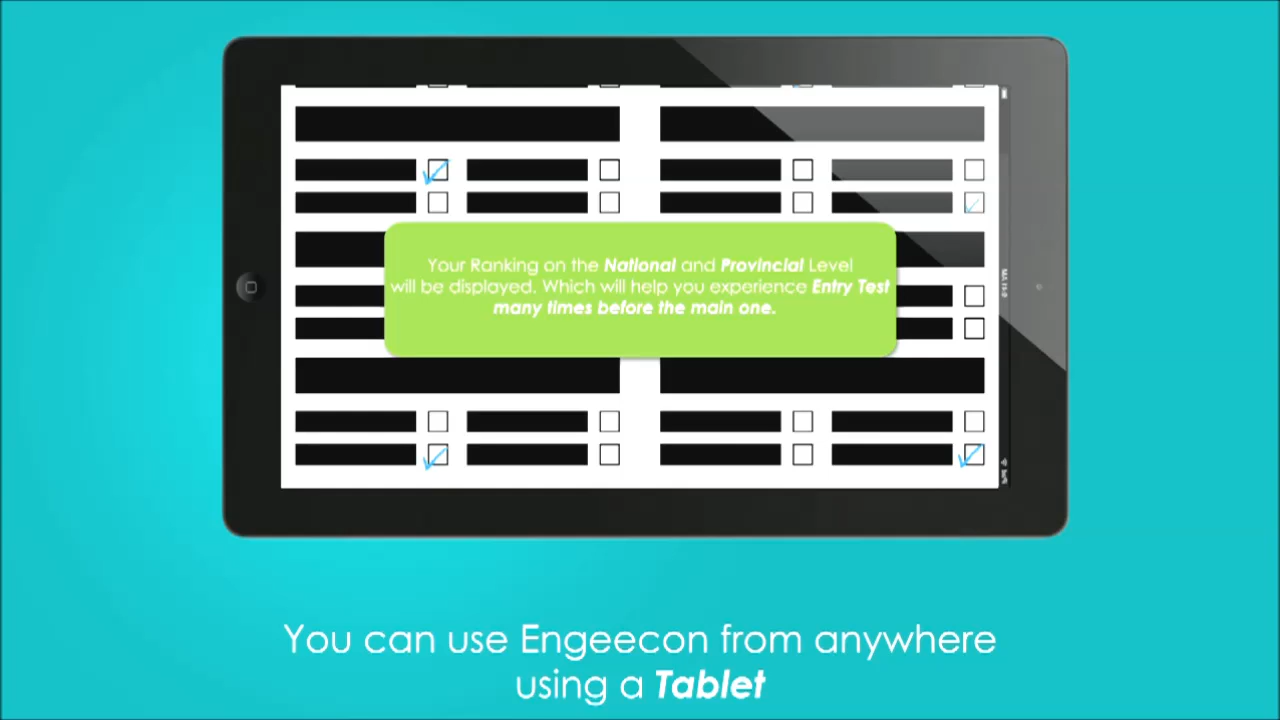 Your Ranking on the National and Provincial Level
will be displayed. Which will help you experience Entry Test
many times before the main one.
You can use Engeecon from anywhere
using a Tablet